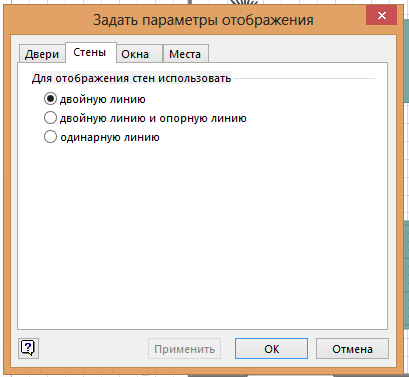 Задать параметры отображения
Двери Стены Окна Места
Для отображения стен использовать
двойную линию
двойную линию и опорную линию
одинарную линию
Применить ОК Отмена